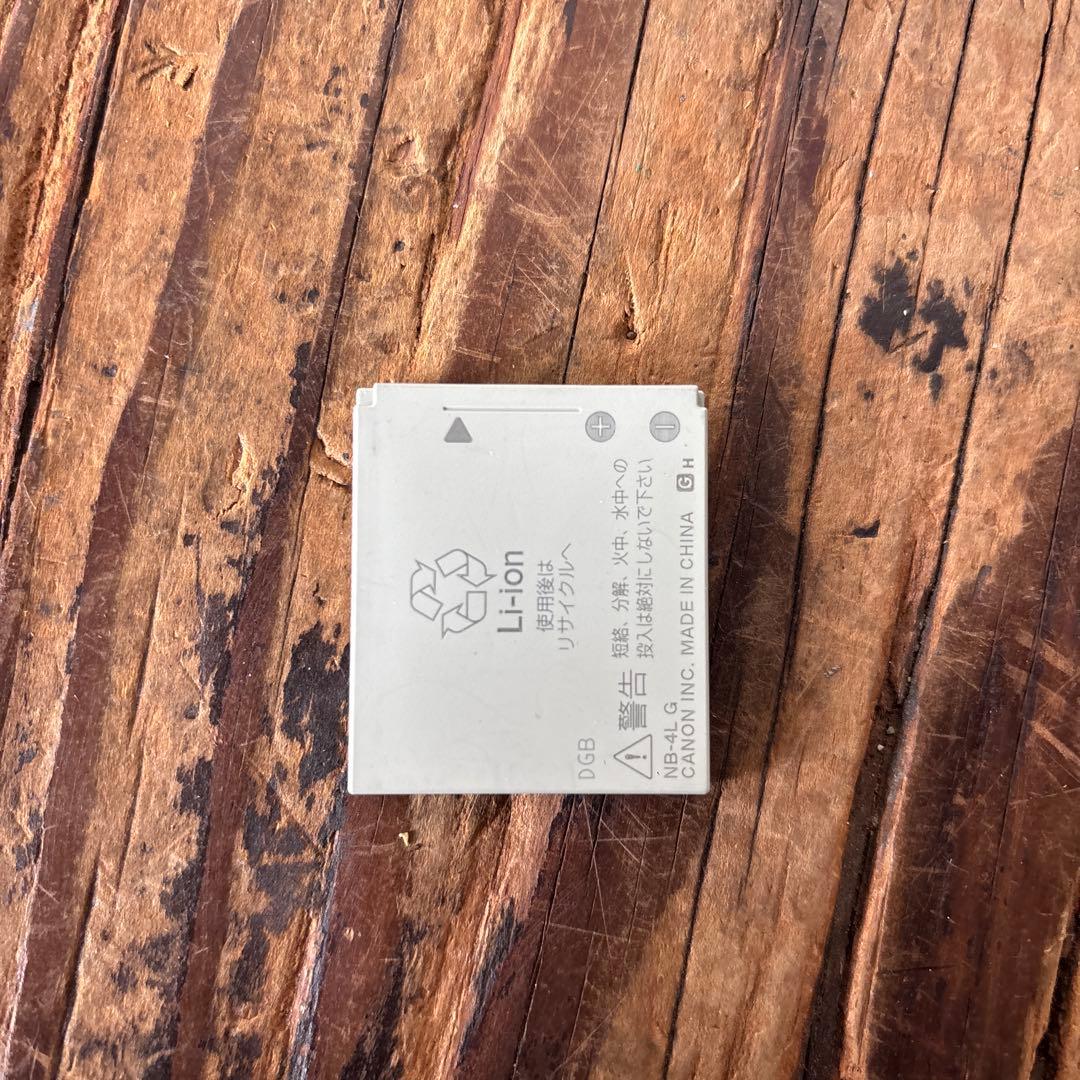 Li-ion
使用後は
リサイクルへ
DGB
警告
短絡、分解、火中、水中への
投入は絶対にしないで下さい
NB-4L G
CANON INC. MADE IN CHINA G H